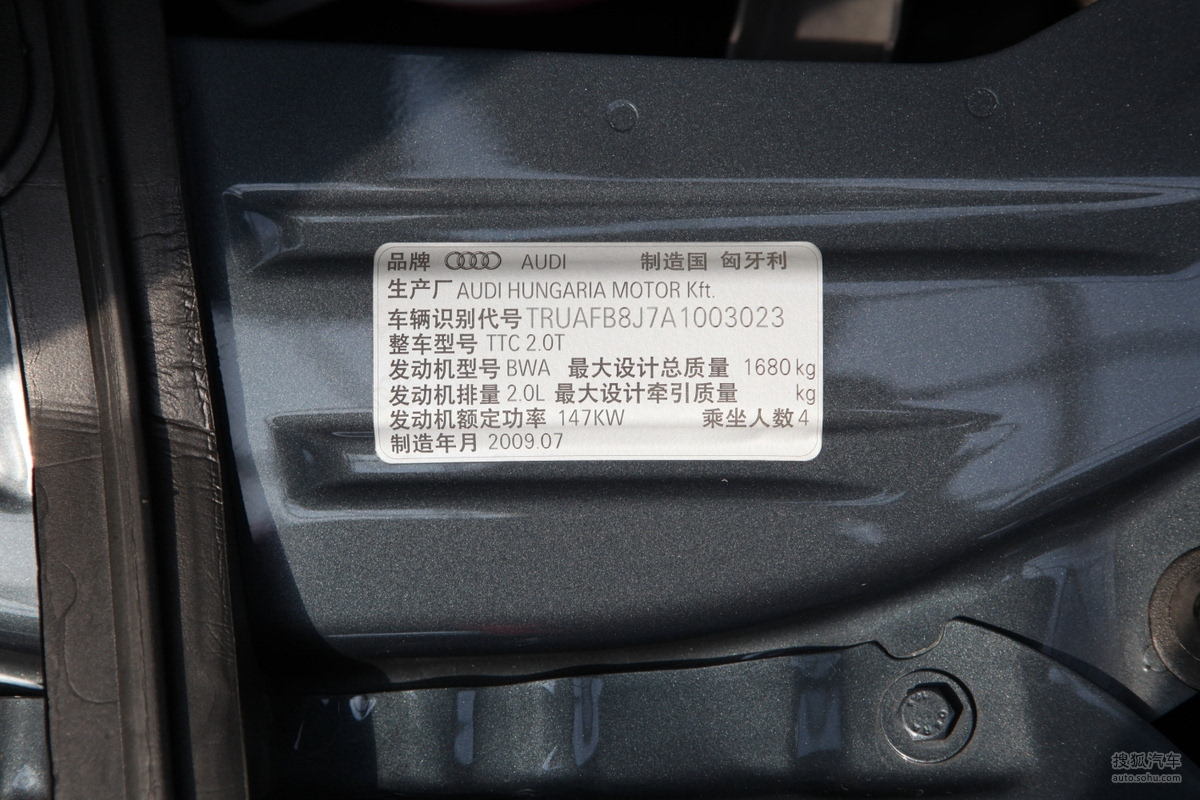 品牌 AUDI 制造国 匈牙利
生产厂 AUDI HUNGARIA MOTOR Kft.
车辆识别代号 TRUAFB8J7A1003023
整车型号 TTC 2.0T
发动机型号 BWA 最大设计总质量 1680 kg
发动机排量 2.0L 最大设计牵引质量 kg
发动机额定功率 147KW 乘坐人数 4
制造年月 2009.07
搜狐汽车
auto.sohu.com